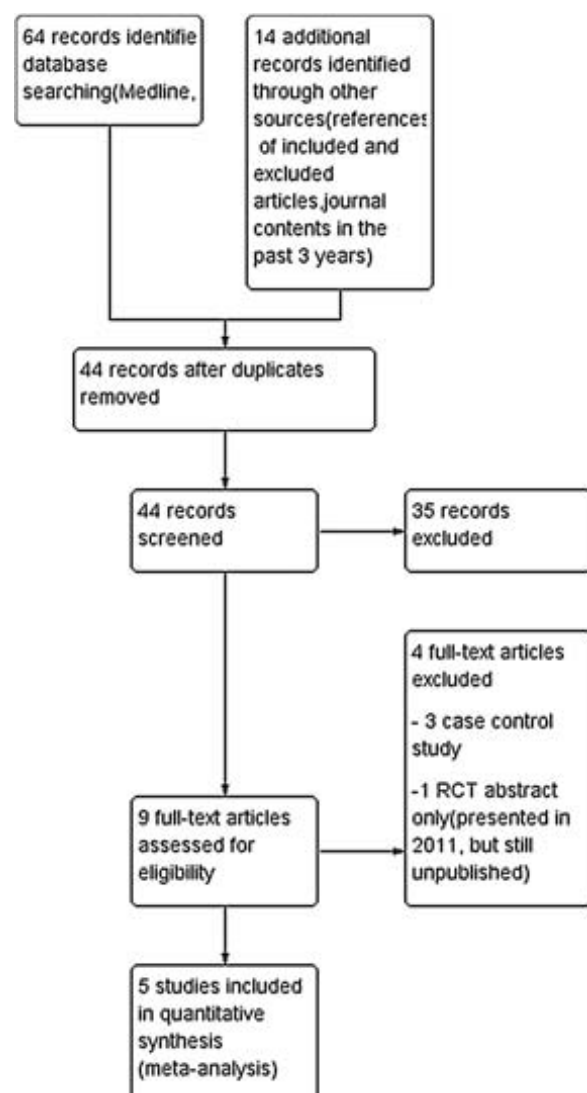 64 records identifie
database
searching(Medline,
14 additional
records identified
through other
sources(references
of included and
excluded
articles,journal
contents in the
past 3 years)
44 records after duplicates
removed
44 records
screened
35 records
excluded
4 full-text articles
excluded
- 3 case control
study
-1 RCT abstract
only(presented in
2011, but still
unpublished)
9 full-text articles
assessed for
eligibility
5 studies included
in quantitative
synthesis
(meta-analysis)